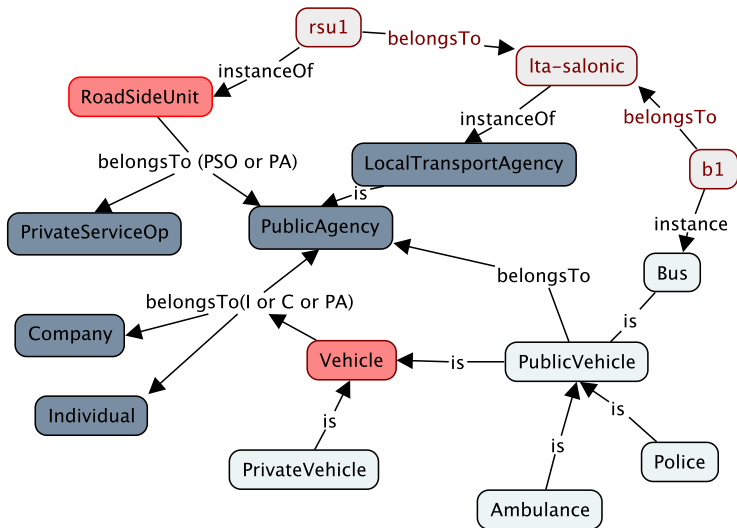 rsu1
belongsTo
lta-salonic
instanceOf
RoadSideUnit
instanceOf
belongsTo
belongsTo (PSO or PA)
LocalTransportAgency
b1
is
PrivateServiceOp
PublicAgency
instance
belongsTo
Bus
belongsTo(I or C or PA)
Company
is
Vehicle
is
PublicVehicle
Individual
is
is
PrivateVehicle
is
Police
Ambulance